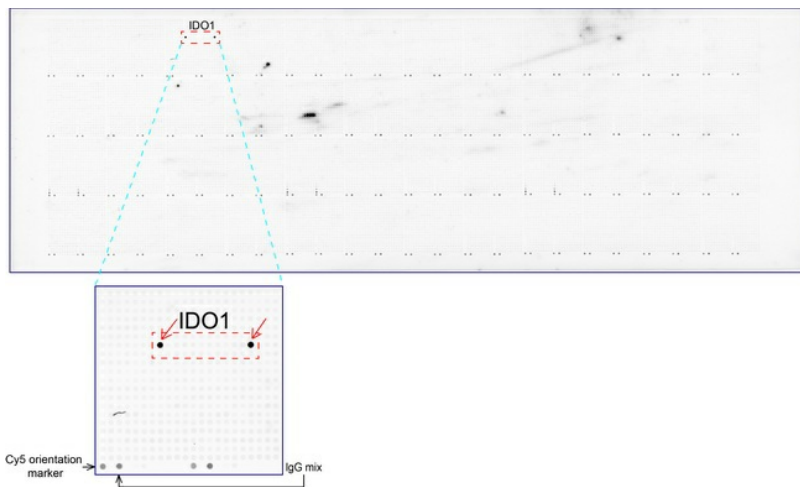 IDO1
IDO1
Cy5 orientation
marker
IgG mix